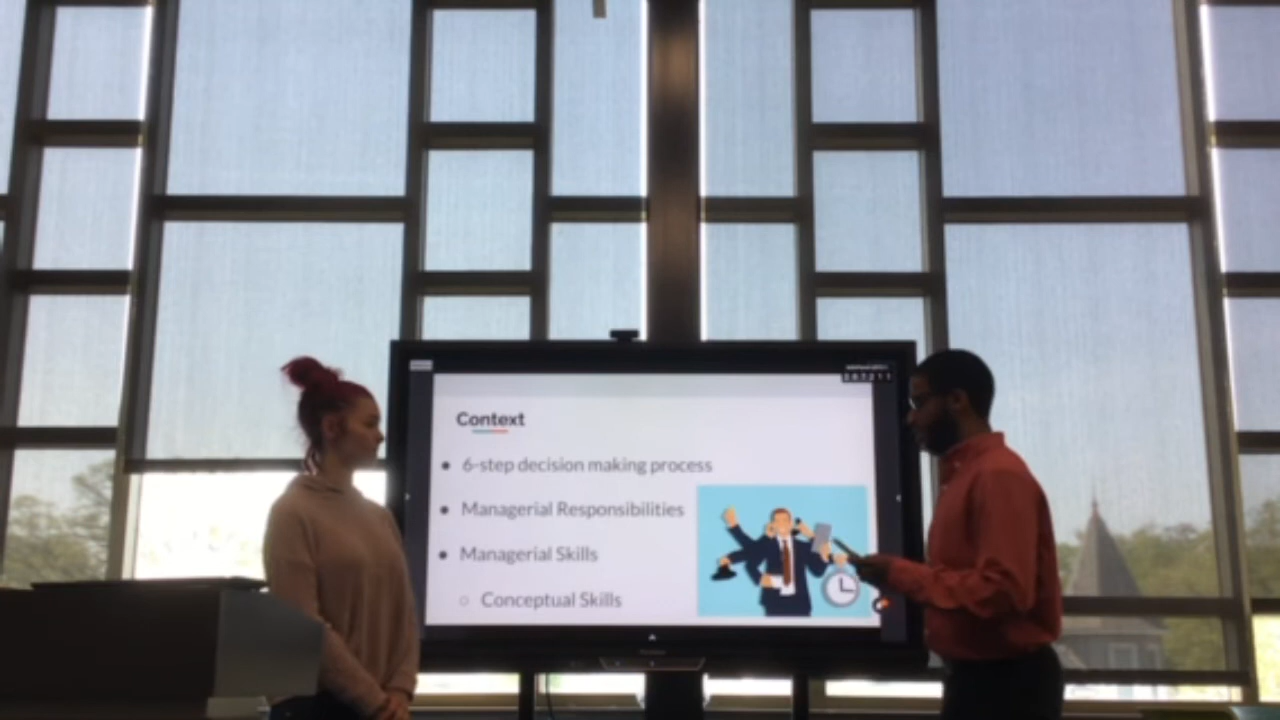 Context
● 6-step decision making process
● Managerial Responsibilities
● Managerial Skills
○ Conceptual Skills